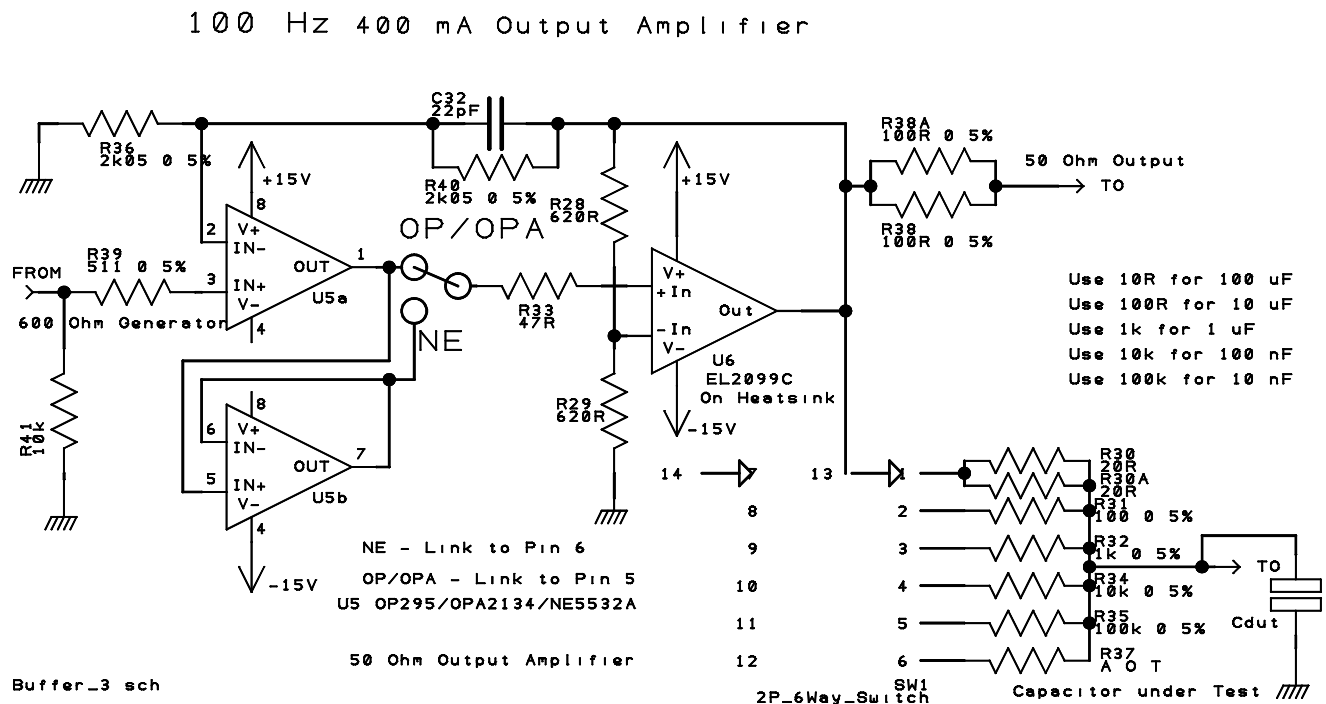 100 Hz 400 mA Output Amplifier
C32
22pF
R36
2k05 0 5%
R38A
100R 0 5%
50 Ohm Output
TO
R38
100R 0 5%
+15V
8
R40
2k05 0 5%
R28
620R
+15V
OP/OPA
2
V+
IN-
R39
511 0 5%
1
OUT
FROM
3
IN+
V-
U5a
4
600 Ohm Generator
R33
47R
V+
+In
-In
V-
Out
U6
EL2099C
On Heatsink
-15V
NE
Use 10R for 100 uF
Use 100R for 10 uF
Use 1k for 1 uF
Use 10k for 100 nF
Use 100k for 10 nF
R41
10k
8
6
V+
IN-
7
OUT
5
IN+
V-
U5b
4
-15V
R29
620R
14
7
13
1
R30
20R
R30A
20R
8
2
R31
100 0 5%
NE - Link to Pin 6
9
3
R32
1k 0 5%
TO
OP/OPA - Link to Pin 5
10
4
R34
10k 0 5%
U5 OP295/OPA2134/NE5532A
11
5
R35
100k 0 5%
Cdut
50 Ohm Output Amplifier
12
6
R37
A O T
Buffer_3 sch
SW1
2P_6Way_Switch
Capacitor under Test